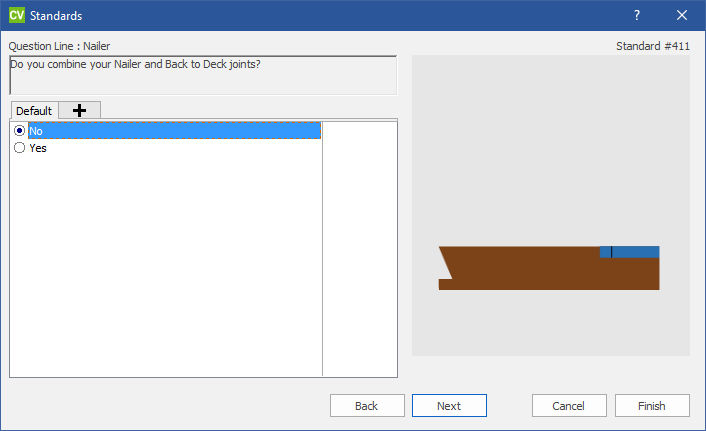 CV Standards ?
Question Line : Nailer Standard #411
Do you combine your Nailer and Back to Deck joints?
Default
No
Yes
Back Next Cancel Finish